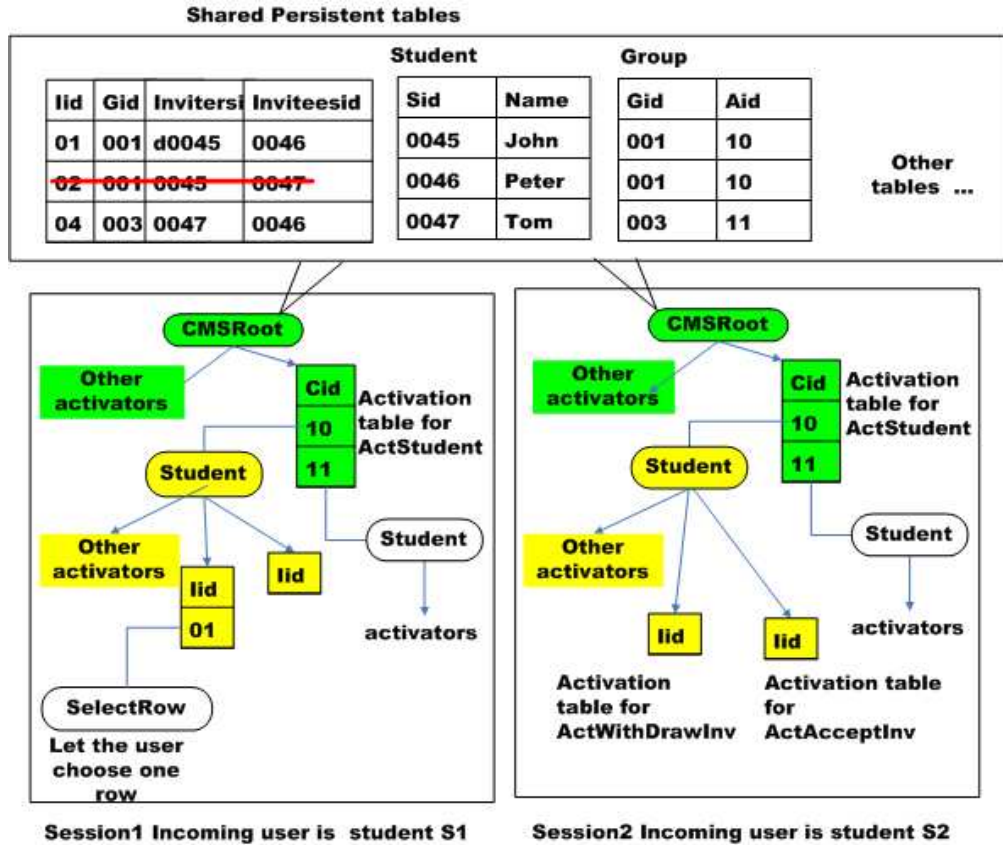 Shared Persistent tables
Student
Group
Iid Gid Invitersi Inviteesid
01 001 d0045 0046
02 001 0045 0047
04 003 0047 0046
Sid Name
0045 John
0046 Peter
0047 Tom
Gid Aid
001 10
001 10
003 11
Other
tables ...
CMSRoot
Other
activators
Cid
10
11
Activation
table for
ActStudent
Student
Other
activators
Iid
01
Iid
Student
activators
SelectRow
Let the user
choose one
row
CMSRoot
Other
activators
Cid
10
11
Activation
table for
ActStudent
Student
Other
activators
Iid
Iid
Student
activators
Activation
table for
ActWithDrawInv
Activation table
for
ActAcceptInv
Session1 Incoming user is student S1
Session2 Incoming user is student S2